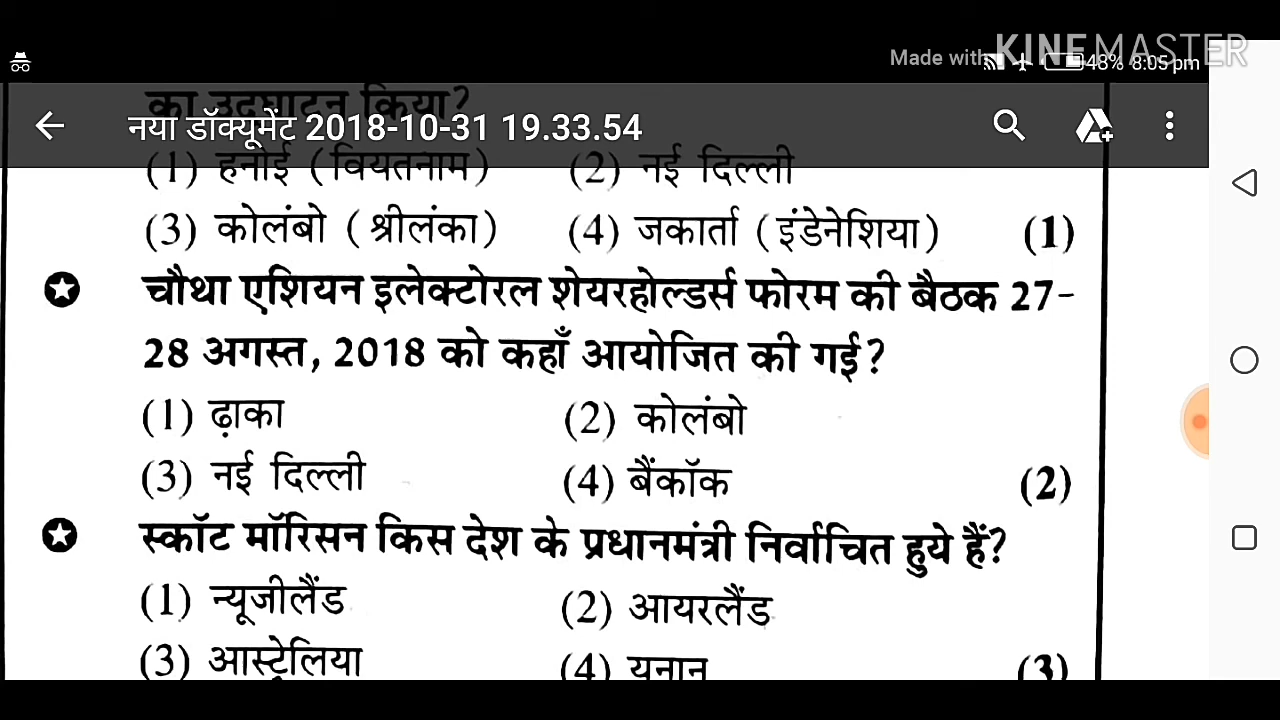 Made with KINEMASTER
48% 8:05 pm
का उद्घाटन किया?
नया डॉक्यूमेंट 2018-10-31 19.33.54
(1) हनोई (वियतनाम) (2) नई दिल्ली
(3) कोलंबो (श्रीलंका) (4) जकार्ता (इंडेनेशिया) (1)
चौथा एशियन इलेक्टोरल शेयरहोल्डर्स फोरम की बैठक 27-
28 अगस्त, 2018 को कहाँ आयोजित की गई?
(1) ढ़ाका (2) कोलंबो
(3) नई दिल्ली (4) बैंकॉक (2)
स्कॉट मॉरिसन किस देश के प्रधानमंत्री निर्वाचित हुये हैं?
(1) न्यूजीलैंड (2) आयरलैंड
(3) आस्ट्रेलिया (4) यूनान (3)